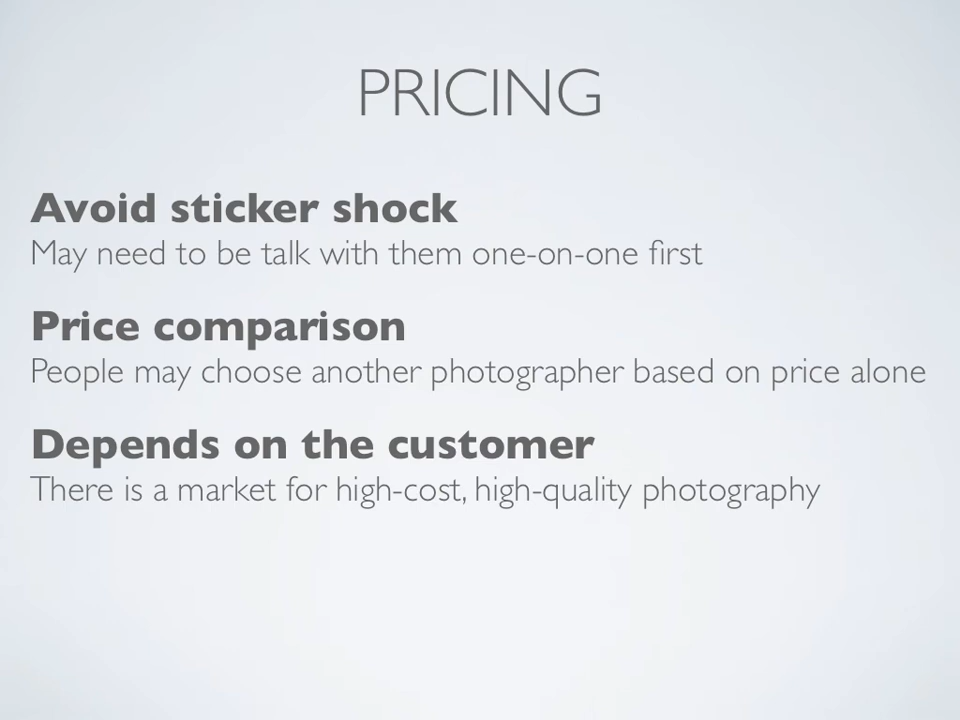 PRICING
Avoid sticker shock
May need to be talk with them one-on-one first
Price comparison
People may choose another photographer based on price alone
Depends on the customer
There is a market for high-cost, high-quality photography